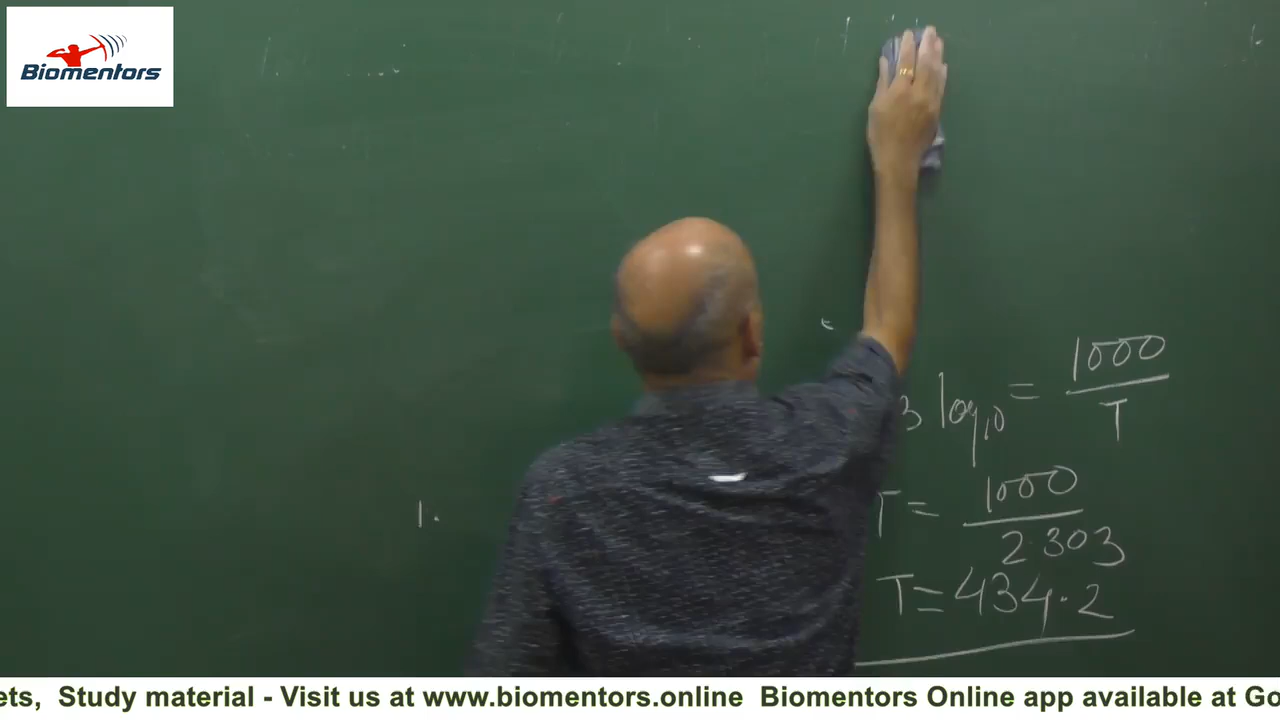 Biomentors
3 log10 = 1000/T
T = 1000/2.303
T = 434.2
1.
ets, Study material - Visit us at www.biomentors.online Biomentors Online app available at Go